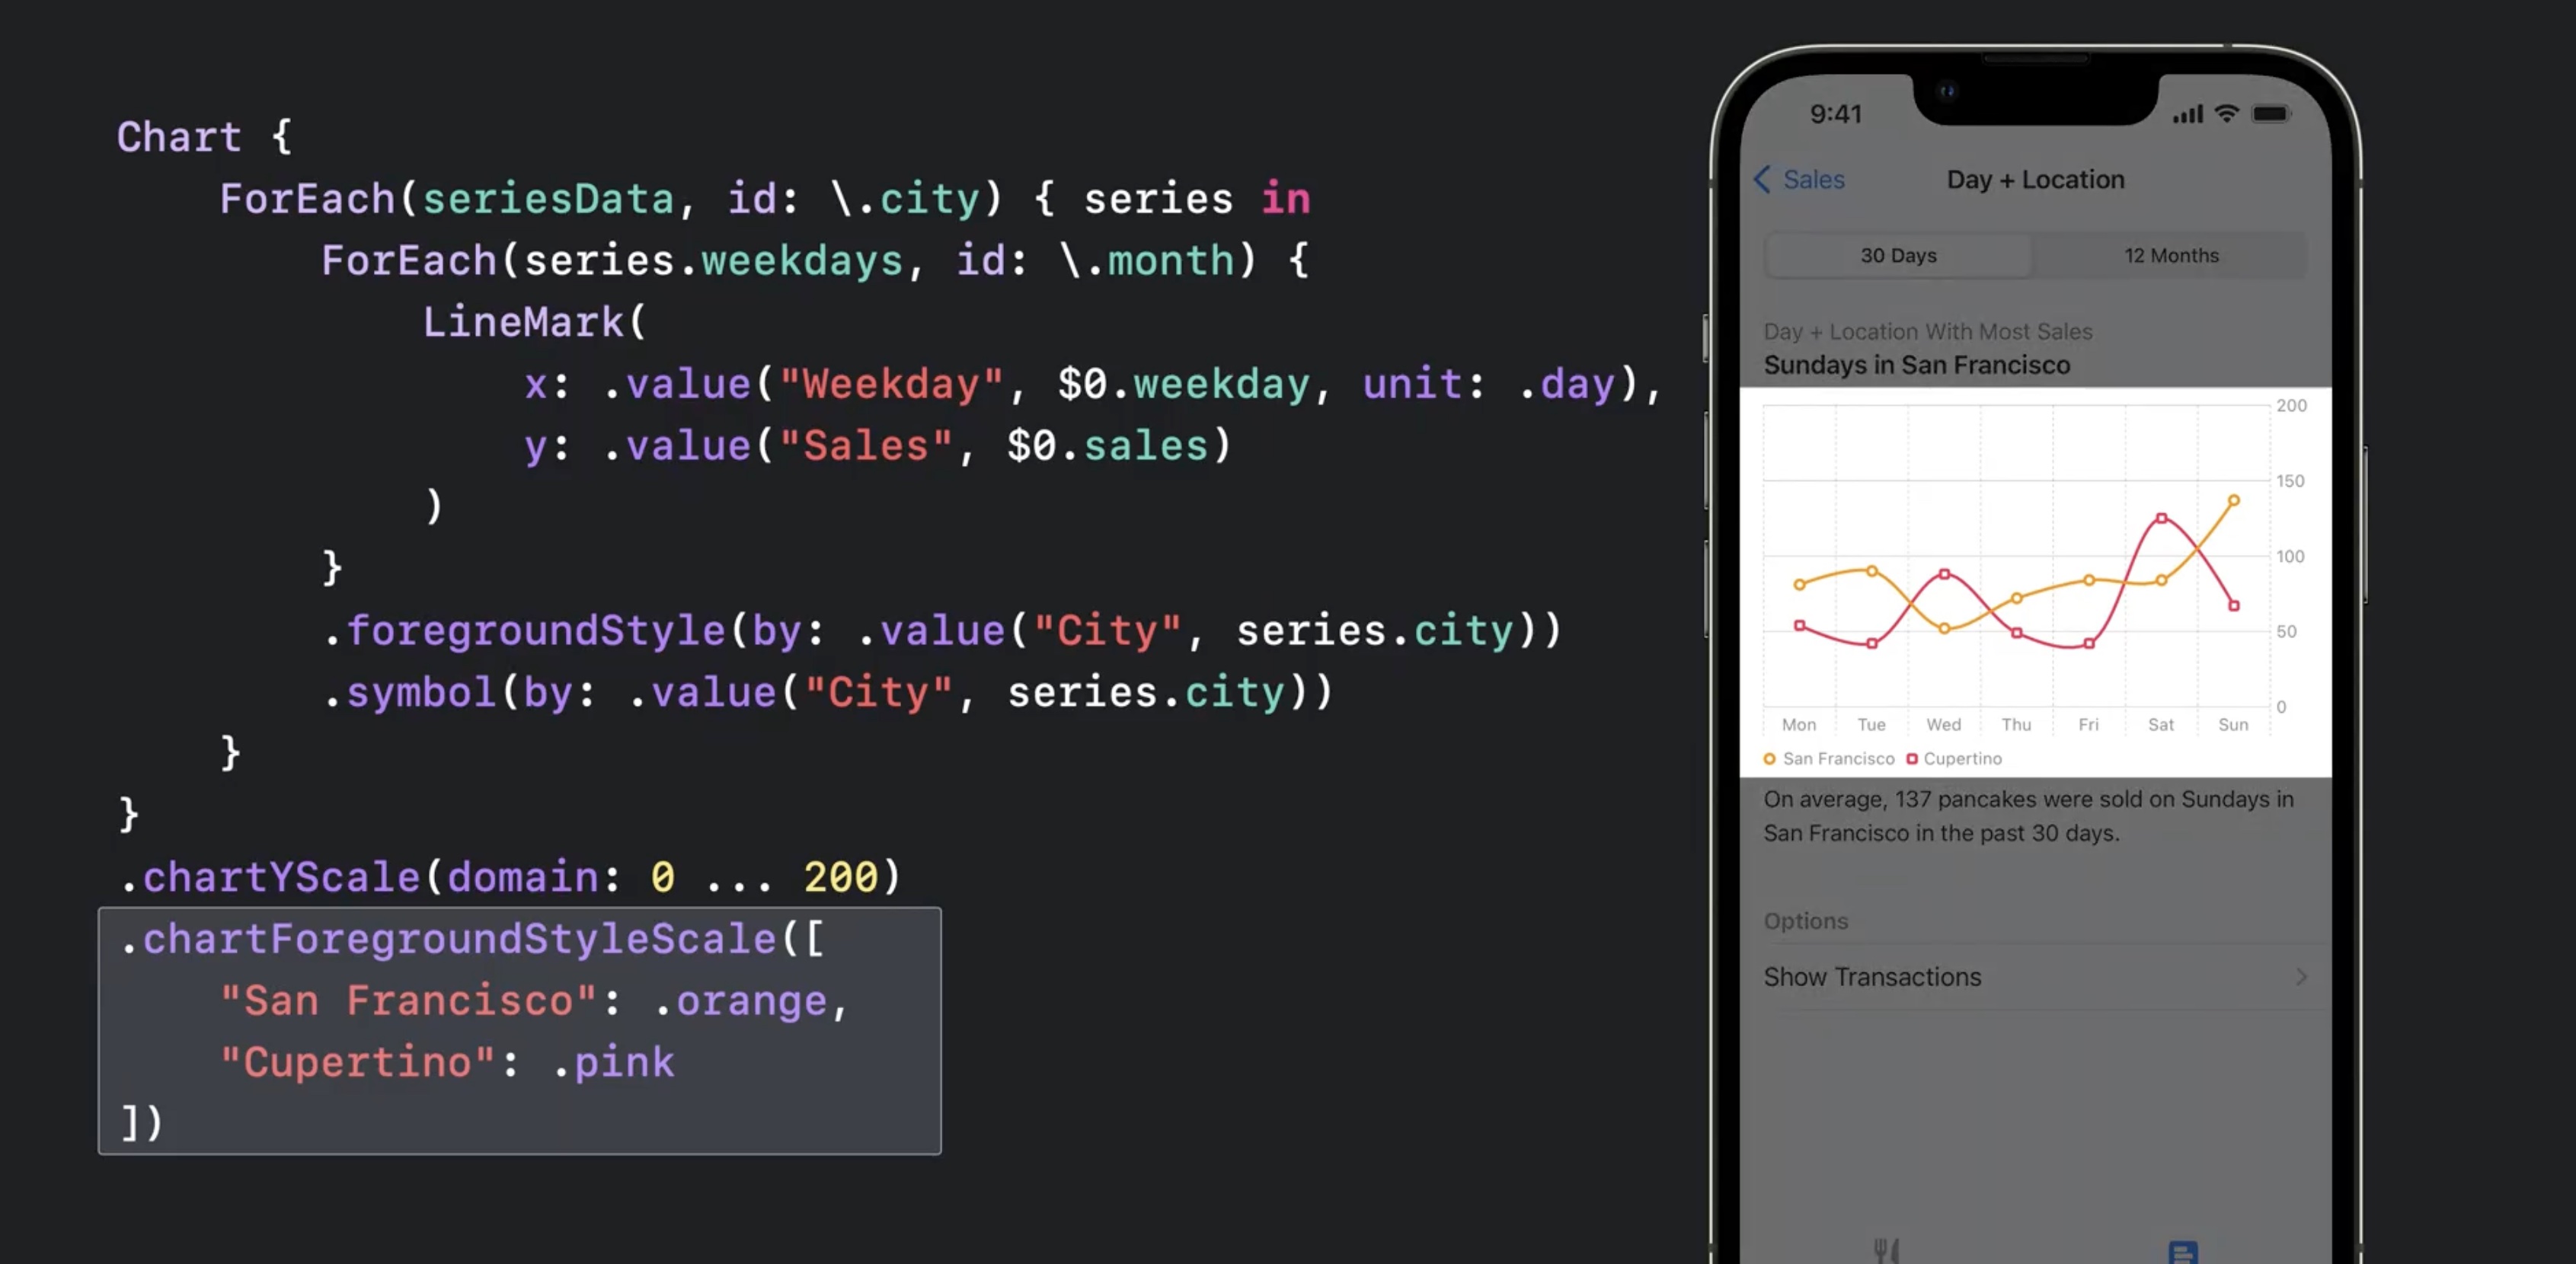 Chart {
ForEach(seriesData, id: \.city) { series in
ForEach(series.weekdays, id: \.month) {
LineMark(
x: .value("Weekday", $0.weekday, unit: .day),
y: .value("Sales", $0.sales)
)
}
.foregroundStyle(by: .value("City", series.city))
.symbol(by: .value("City", series.city))
}
}
.chartYScale(domain: 0 ... 200)
.chartForegroundStyleScale([
"San Francisco": .orange,
"Cupertino": .pink
])
9:41
Sales
Day + Location
30 Days
12 Months
Day + Location With Most Sales
Sundays in San Francisco
200
150
100
50
0
Mon Tue Wed Thu Fri Sat Sun
San Francisco Cupertino
On average, 137 pancakes were sold on Sundays in
San Francisco in the past 30 days.
Options
Show Transactions